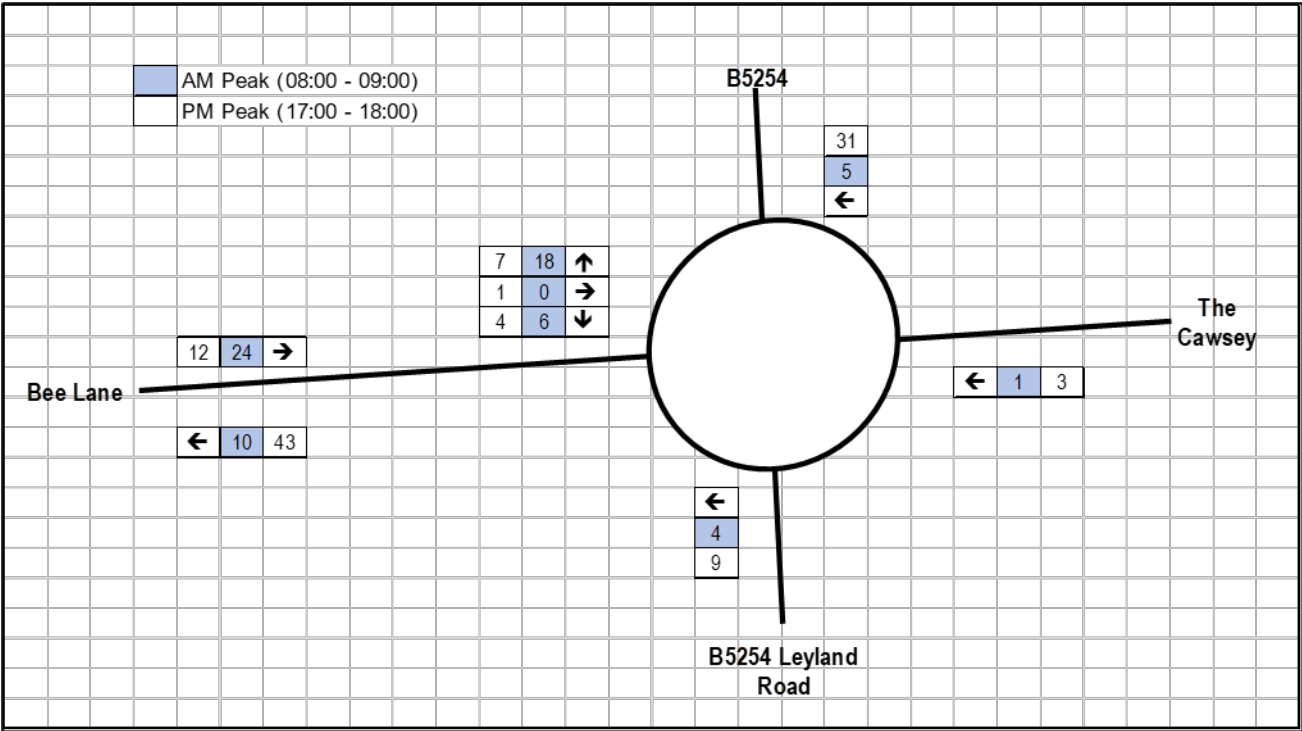 B5254
AM Peak (08:00 - 09:00)
PM Peak (17:00 - 18:00)
31
5
←
7 18 ↑
1 0 →
4 6 ↓
The
Cawsey
12 24 →
← 1 3
Bee Lane
← 10 43
←
4
9
B5254 Leyland
Road